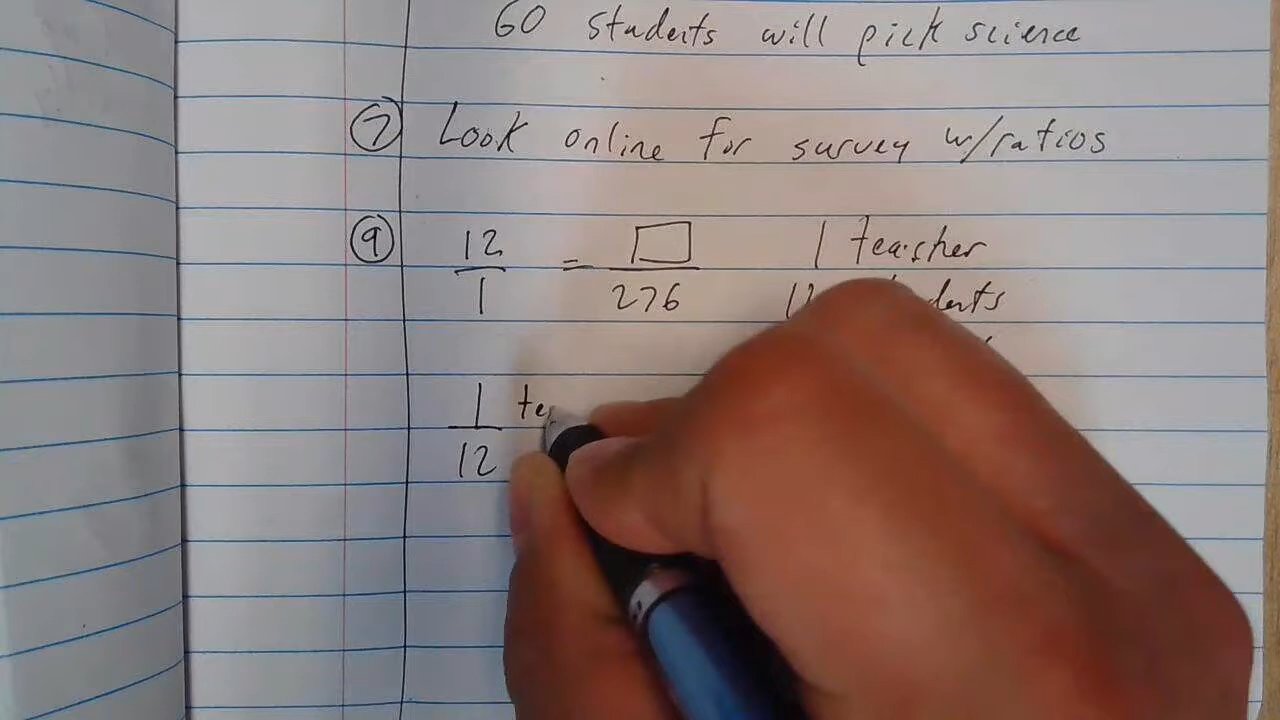 60 students will pick science
7 Look online for survey w/ratios
9 12/1 = □/276 1 teacher
12
1
12